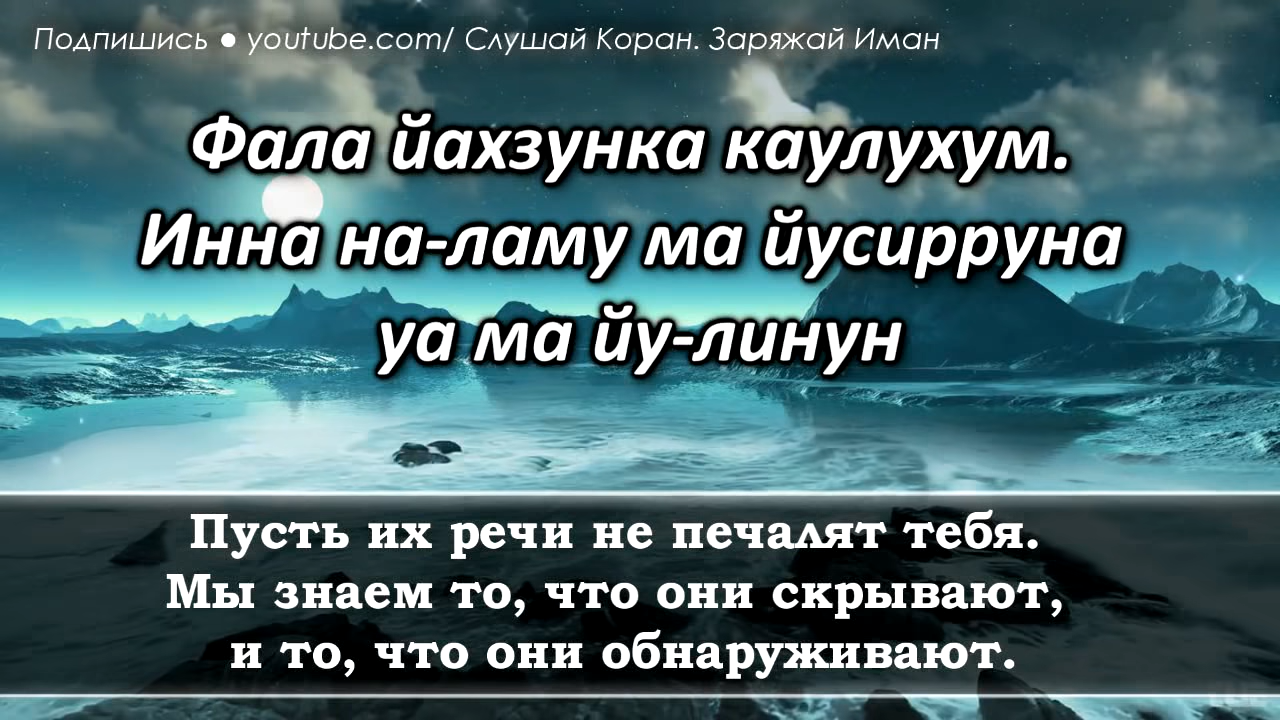 Подпишись ● youtube.com/ Слушай Коран. Заряжай Иман
Фала йахзунка каулухум.
Инна на-ламу ма йусирруна
уа ма йу-линун
Пусть их речи не печалят тебя.
Мы знаем то, что они скрывают,
и то, что они обнаруживают.